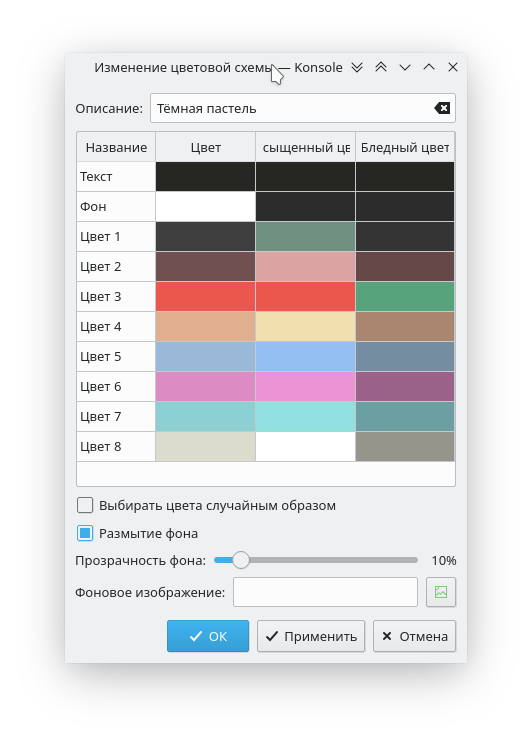 Изменение цветовой схемы — Konsole
Описание: Тёмная пастель
Название Цвет сыщенный цв Бледный цвет
Текст
Фон
Цвет 1
Цвет 2
Цвет 3
Цвет 4
Цвет 5
Цвет 6
Цвет 7
Цвет 8
Выбирать цвета случайным образом
Размытие фона
Прозрачность фона: 10%
Фоновое изображение:
ОК Применить Отмена